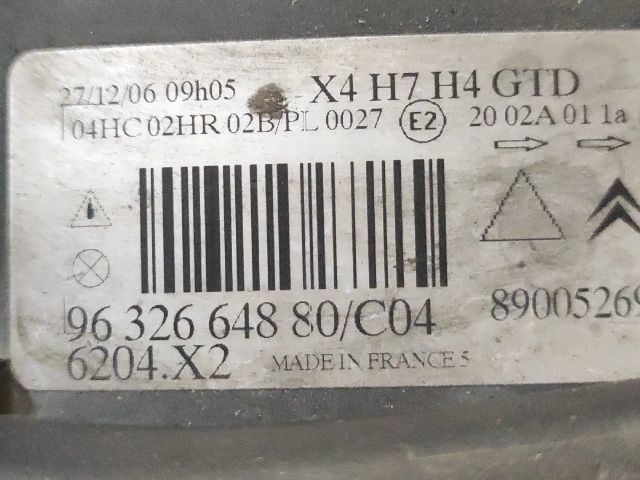 27/12/06 09h05 X4 H7 H4 GTD
04HC 02HR 02B/PL 0027 E2 20 02A 01 1a
96 326 648 80/C04 89005269
6204.X2 MADE IN FRANCE 5